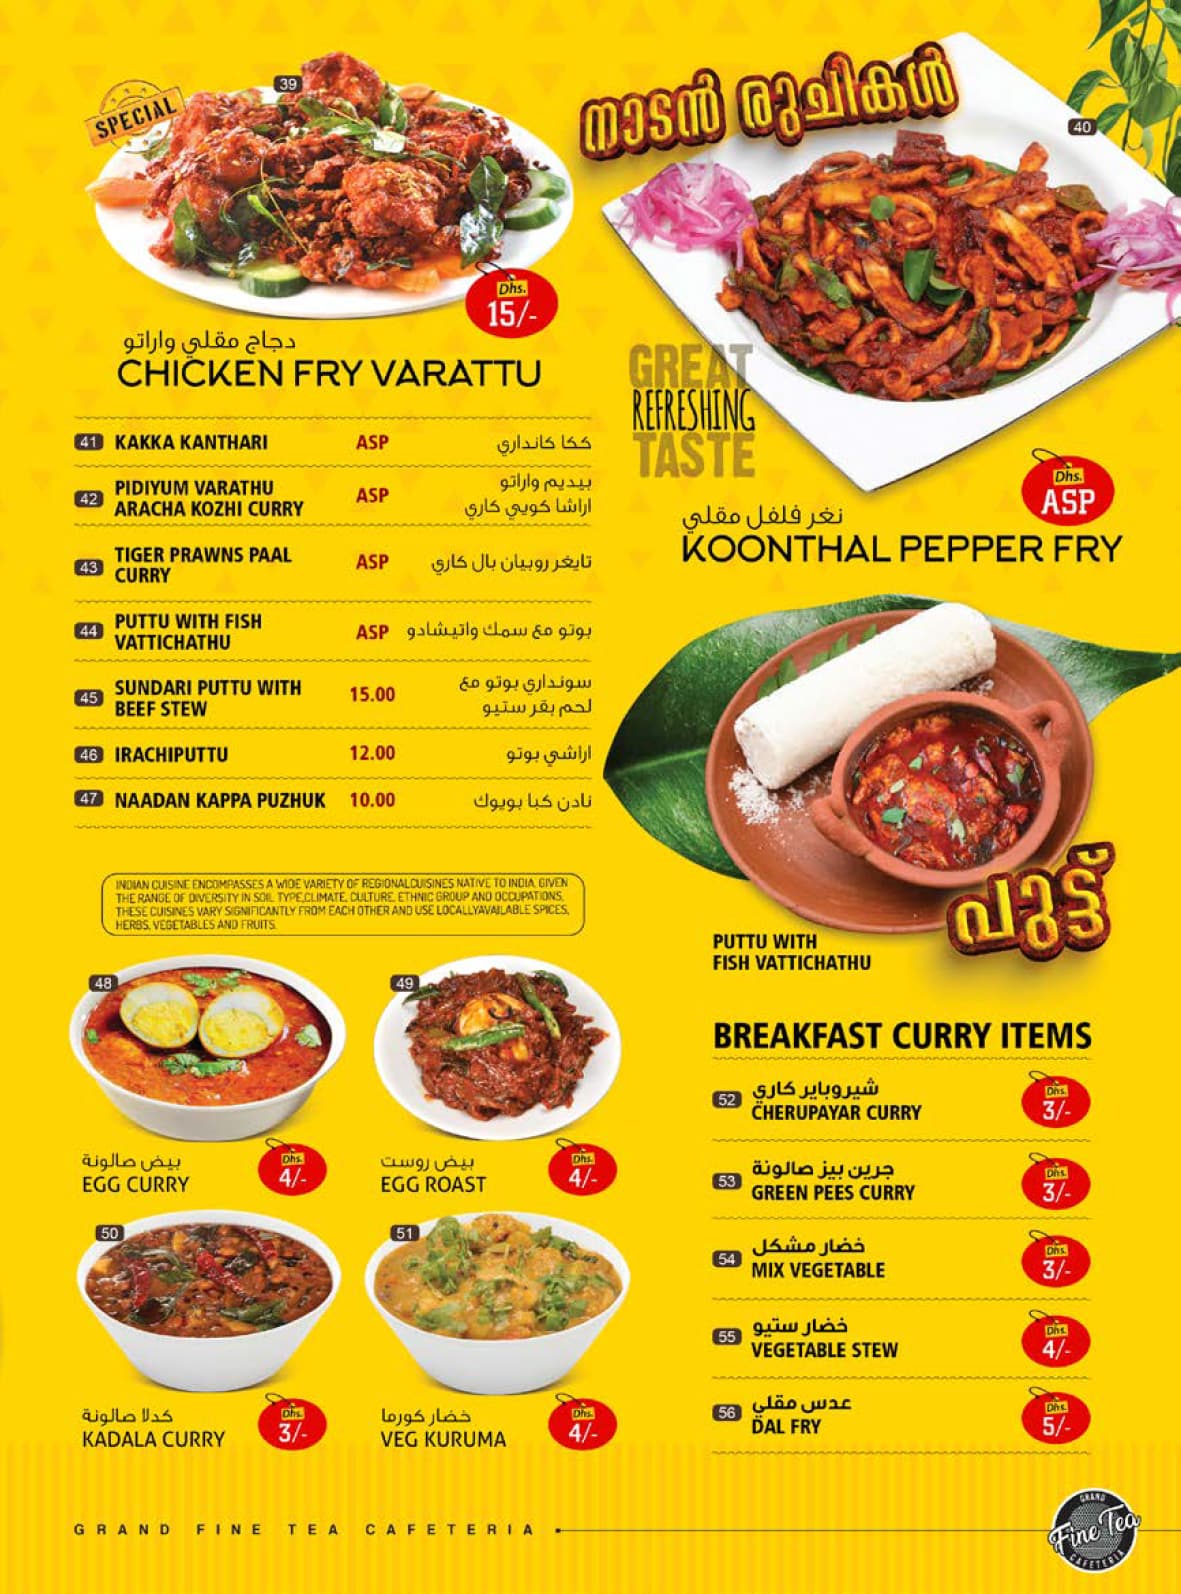 SPECIAL
39
Dhs.
15/-
دجاج مقلي واراتو
CHICKEN FRY VARATTU
നാടൻ രുചികൾ
40
GREAT
REFRESHING
TASTE
Dhs.
ASP
نغر فلفل مقلي
KOONTHAL PEPPER FRY
41 KAKKA KANTHARI ASP ككا كانداري
42 PIDIYUM VARATHU ASP بيديم واراتو
ARACHA KOZHI CURRY اراشا كويي كاري
43 TIGER PRAWNS PAAL ASP تايغر روبيان بال كاري
CURRY
44 PUTTU WITH FISH ASP بوتو مع سمك واتيشادو
VATTICHATHU
45 SUNDARI PUTTU WITH 15.00 سونداري بوتو مع
BEEF STEW لحم بقر ستيو
46 IRACHIPUTTU 12.00 اراشي بوتو
47 NAADAN KAPPA PUZHUK 10.00 نادن كبا بويوك
പുട്ട്
PUTTU WITH
FISH VATTICHATHU
INDIAN CUISINE ENCOMPASSES A WIDE VARIETY OF REGIONALCUISINES NATIVE TO INDIA. GIVEN
THE RANGE OF DIVERSITY IN SOIL TYPE,CLIMATE, CULTURE, ETHNIC GROUP AND OCCUPATIONS,
THESE CUISINES VARY SIGNIFICANTLY FROM EACH OTHER AND USE LOCALLYAVAILABLE SPICES,
HERBS, VEGETABLES AND FRUITS.
48
بيض صالونة
EGG CURRY
Dhs.
4/-
49
بيض روست
EGG ROAST
Dhs.
4/-
50
كدلا صالونة
KADALA CURRY
Dhs.
3/-
51
خضار كورما
VEG KURUMA
Dhs.
4/-
BREAKFAST CURRY ITEMS
52 شيروباير كاري
CHERUPAYAR CURRY
Dhs.
3/-
53 جرين بيز صالونة
GREEN PEES CURRY
Dhs.
3/-
54 خضار مشكل
MIX VEGETABLE
Dhs.
3/-
55 خضار ستيو
VEGETABLE STEW
Dhs.
4/-
56 عدس مقلي
DAL FRY
Dhs.
5/-
GRAND FINE TEA CAFETERIA
GRAND
Fine Tea
CAFETERIA